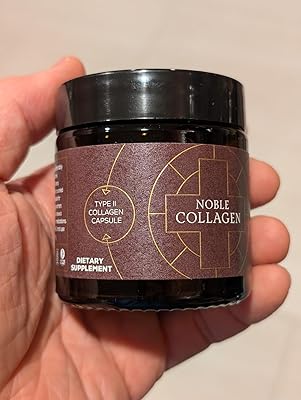 TYPE II
COLLAGEN
CAPSULE
NOBLE
COLLAGEN
DIETARY
SUPPLEMENT